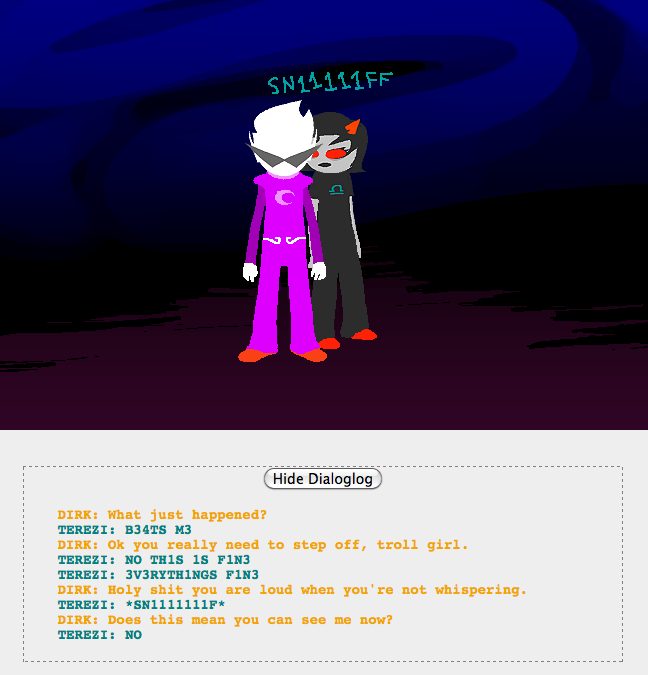 SN11111FF
Hide Dialoglog
DIRK: What just happened?
TEREZI: B34TS M3
DIRK: Ok you really need to step off, troll girl.
TEREZI: NO TH1S 1S F1N3
TEREZI: 3V3RYTH1NGS F1N3
DIRK: Holy shit you are loud when you're not whispering.
TEREZI: *SN1111111F*
DIRK: Does this mean you can see me now?
TEREZI: NO